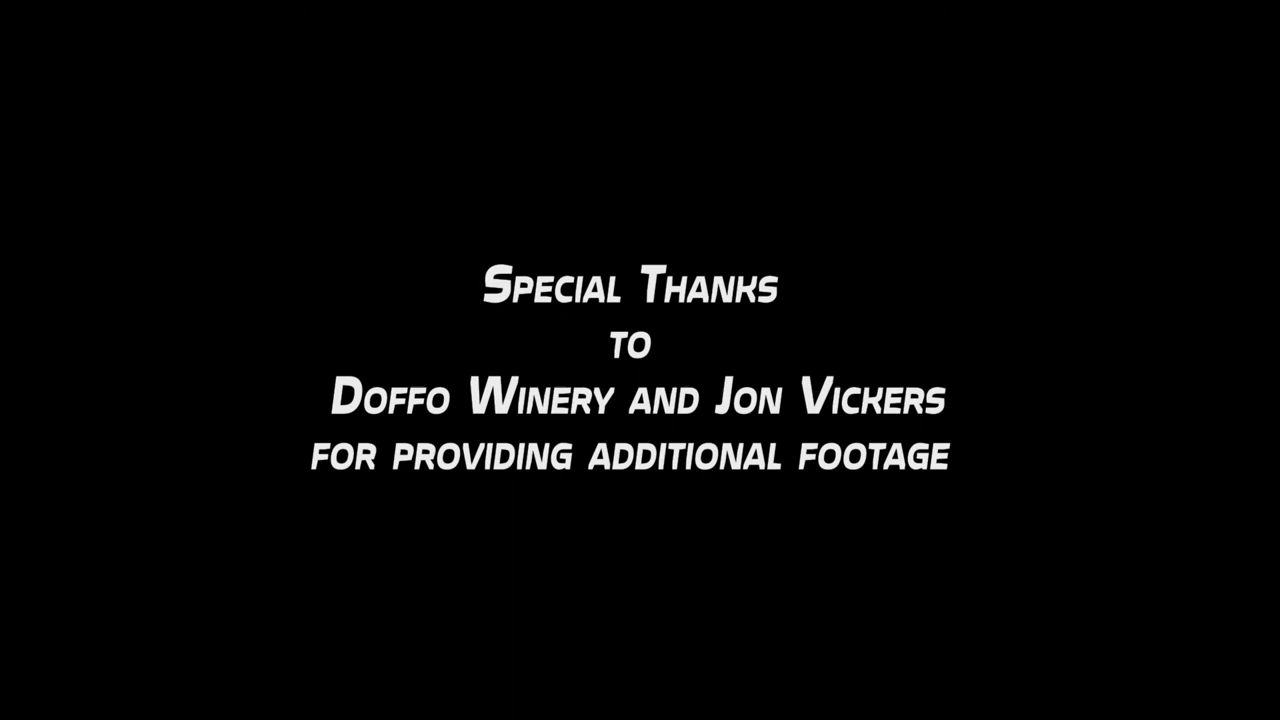 Special Thanks
to
Doffo Winery and Jon Vickers
for providing additional footage